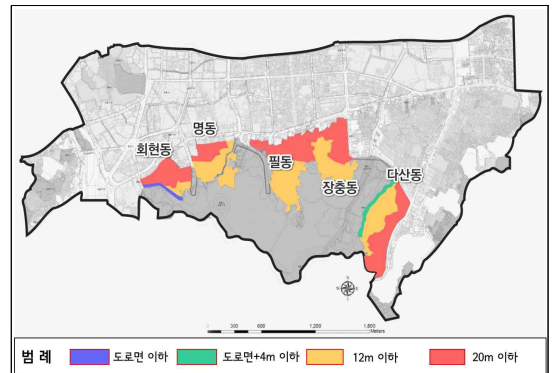 명동
회현동
필동
장충동
다산동
0 300 600 1,200 1,800
Meters
범 례 도로면 이하 도로면+4m 이하 12m 이하 20m 이하